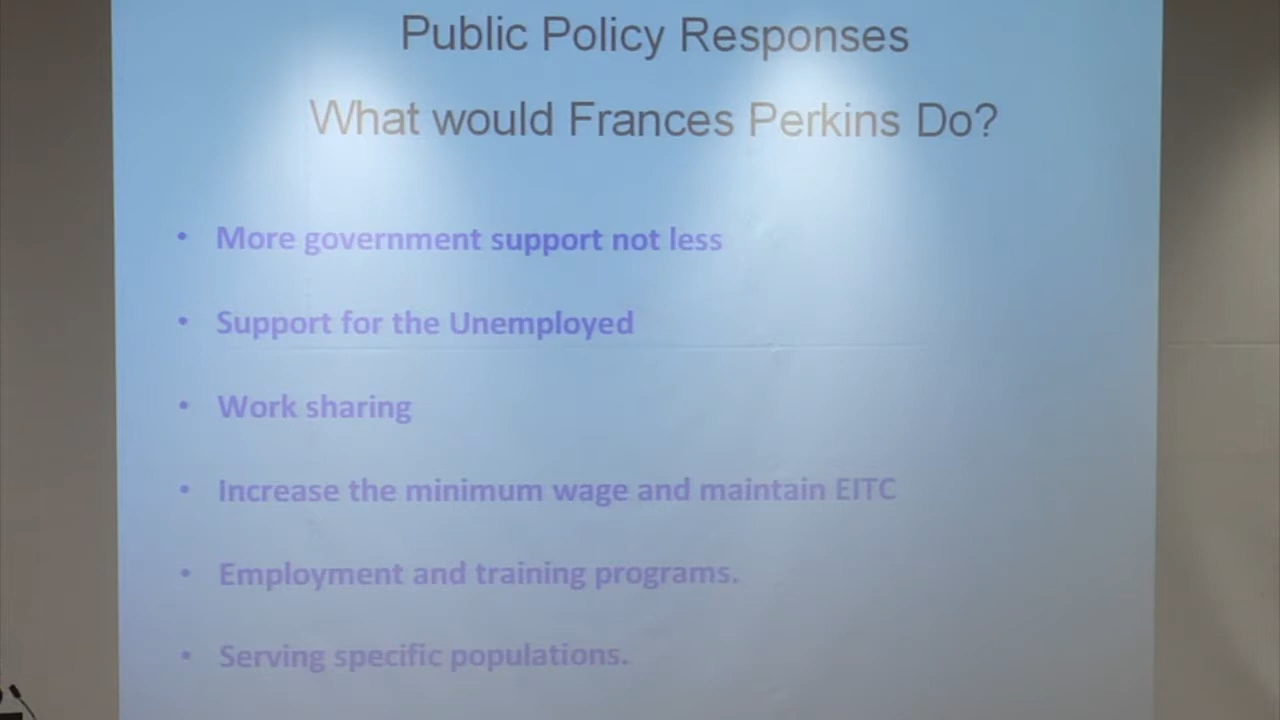 Public Policy Responses
What would Frances Perkins Do?
• More government support not less
• Support for the Unemployed
• Work sharing
• Increase the minimum wage and maintain EITC
• Employment and training programs.
• Serving specific populations.